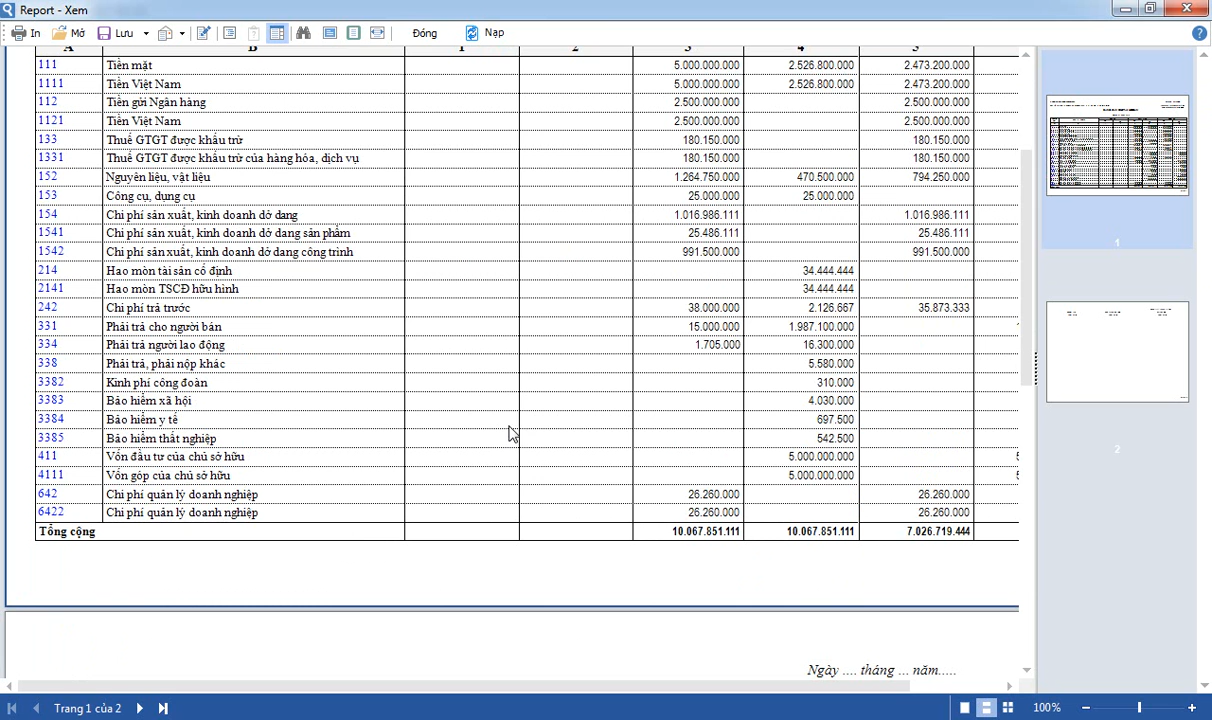 Report - Xem
In Mở Lưu Đóng Nạp
A B 1 2 3 4 5
111 Tiền mặt 5.000.000.000 2.526.800.000 2.473.200.000
1111 Tiền Việt Nam 5.000.000.000 2.526.800.000 2.473.200.000
112 Tiền gửi Ngân hàng 2.500.000.000 2.500.000.000
1121 Tiền Việt Nam 2.500.000.000 2.500.000.000
133 Thuế GTGT được khấu trừ 180.150.000 180.150.000
1331 Thuế GTGT được khấu trừ của hàng hóa, dịch vụ 180.150.000 180.150.000
152 Nguyên liệu, vật liệu 1.264.750.000 470.500.000 794.250.000
153 Công cụ, dụng cụ 25.000.000 25.000.000
154 Chi phí sản xuất, kinh doanh dở dang 1.016.986.111 1.016.986.111
1541 Chi phí sản xuất, kinh doanh dở dang sản phẩm 25.486.111 25.486.111
1542 Chi phí sản xuất, kinh doanh dở dang công trình 991.500.000 991.500.000
214 Hao mòn tài sản cố định 34.444.444
2141 Hao mòn TSCĐ hữu hình 34.444.444
242 Chi phí trả trước 38.000.000 2.126.667 35.873.333
331 Phải trả cho người bán 15.000.000 1.987.100.000
334 Phải trả người lao động 1.705.000 16.300.000
338 Phải trả, phải nộp khác 5.580.000
3382 Kinh phí công đoàn 310.000
3383 Bảo hiểm xã hội 4.030.000
3384 Bảo hiểm y tế 697.500
3385 Bảo hiểm thất nghiệp 542.500
411 Vốn đầu tư của chủ sở hữu 5.000.000.000
4111 Vốn góp của chủ sở hữu 5.000.000.000
642 Chi phí quản lý doanh nghiệp 26.260.000 26.260.000
6422 Chi phí quản lý doanh nghiệp 26.260.000 26.260.000
Tổng cộng 10.067.851.111 10.067.851.111 7.026.719.444
Ngày .... tháng ... năm.....
1
2
Trang 1 của 2
100%